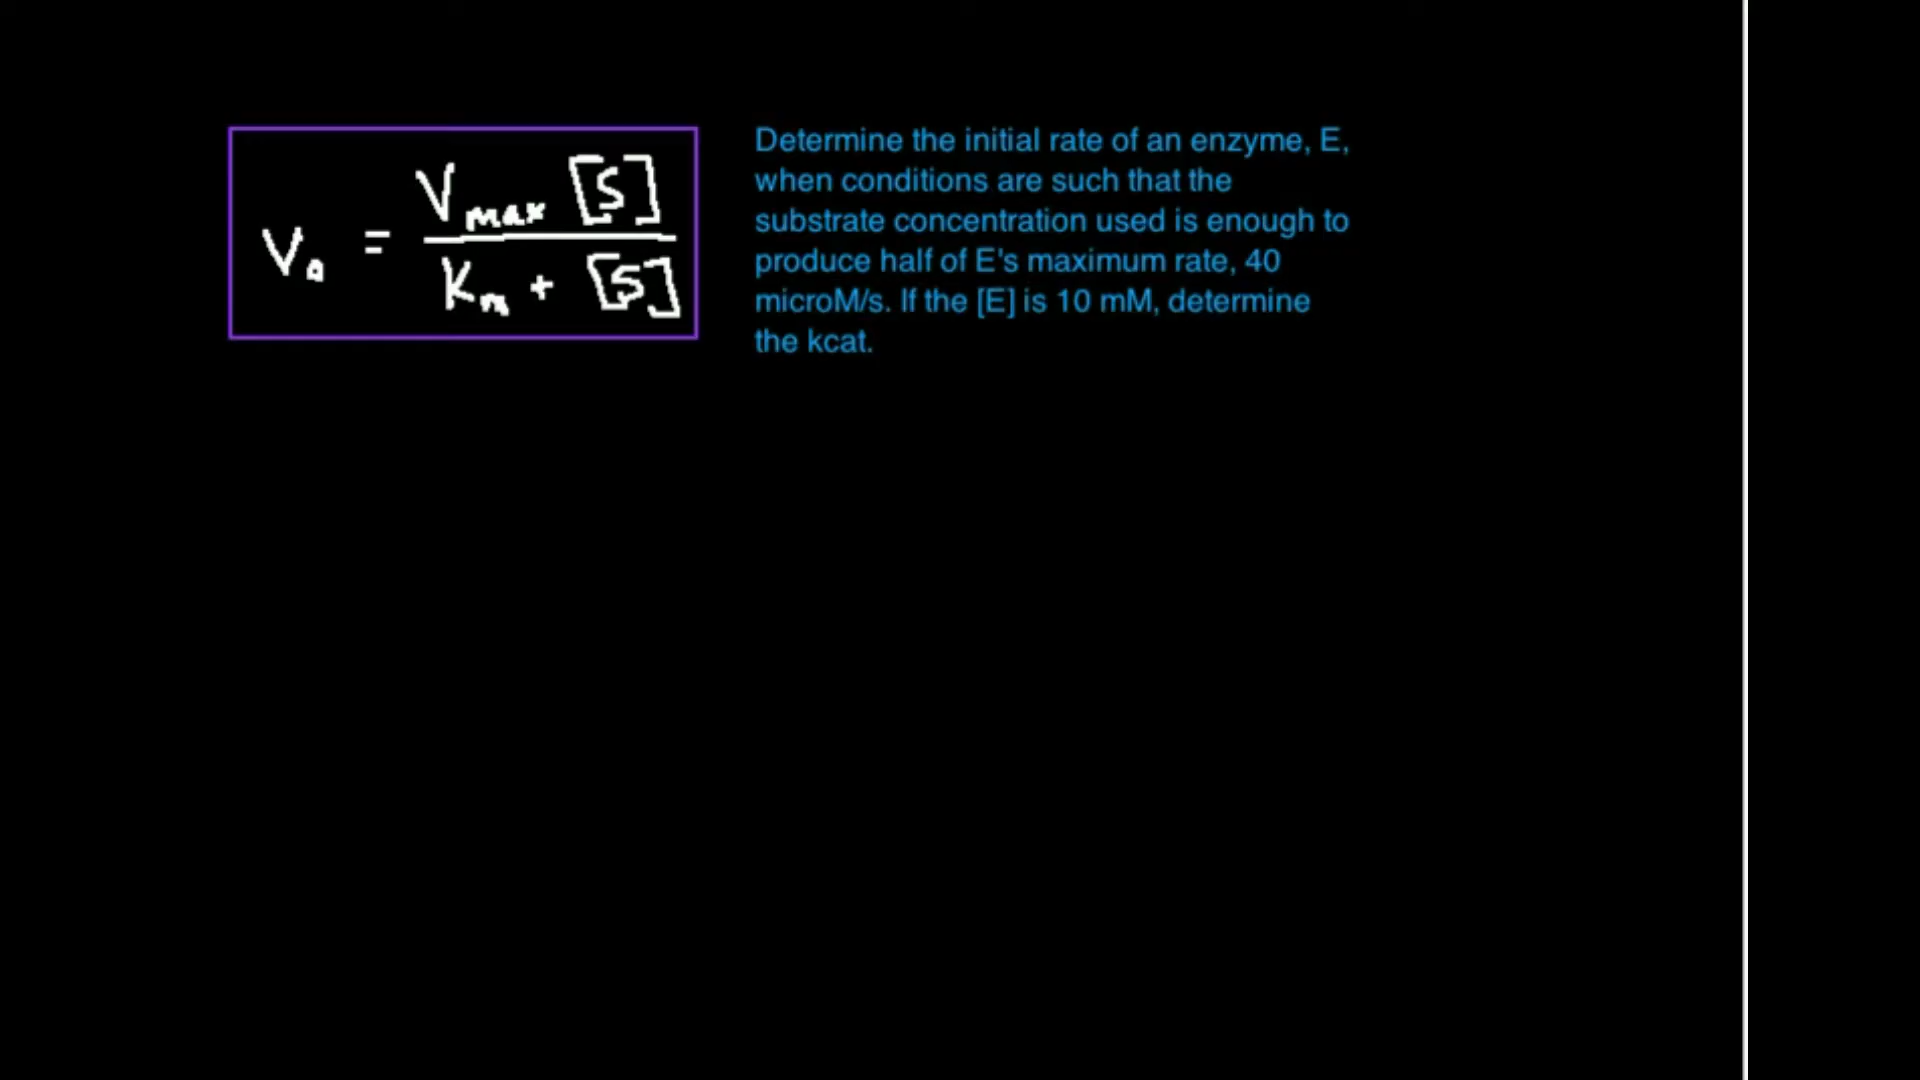 V₀ = Vmax [S]
Km + [S]
Determine the initial rate of an enzyme, E,
when conditions are such that the
substrate concentration used is enough to
produce half of E's maximum rate, 40
microM/s. If the [E] is 10 mM, determine
the kcat.